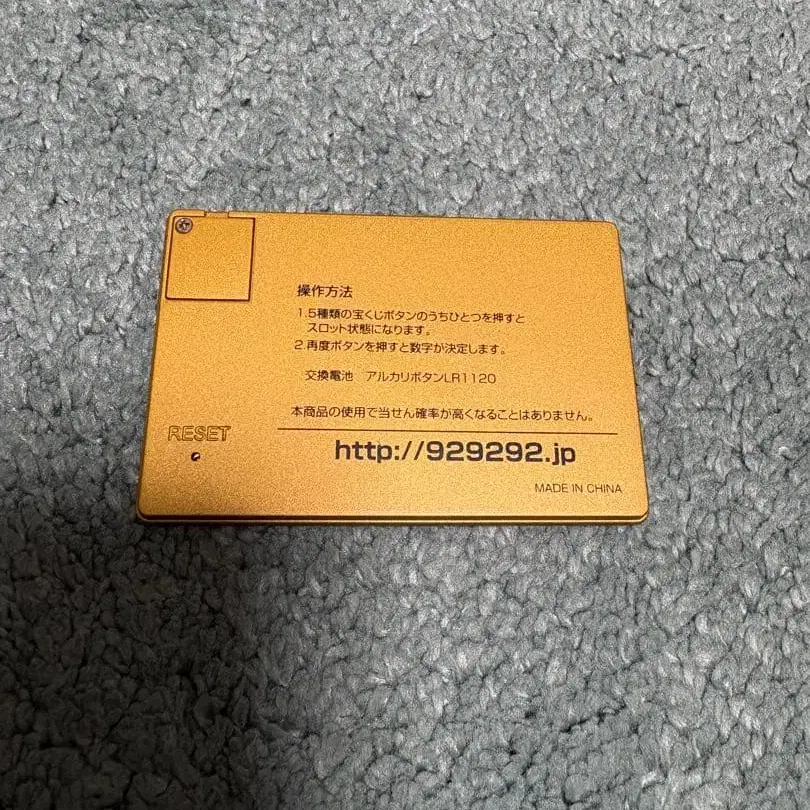 操作方法
1.5種類の宝くじボタンのうちひとつを押すと
スロット状態になります。
2.再度ボタンを押すと数字が決定します。
交換電池 アルカリボタンLR1120
本商品の使用で当せん確率が高くなることはありません。
RESET
http://929292.jp
MADE IN CHINA